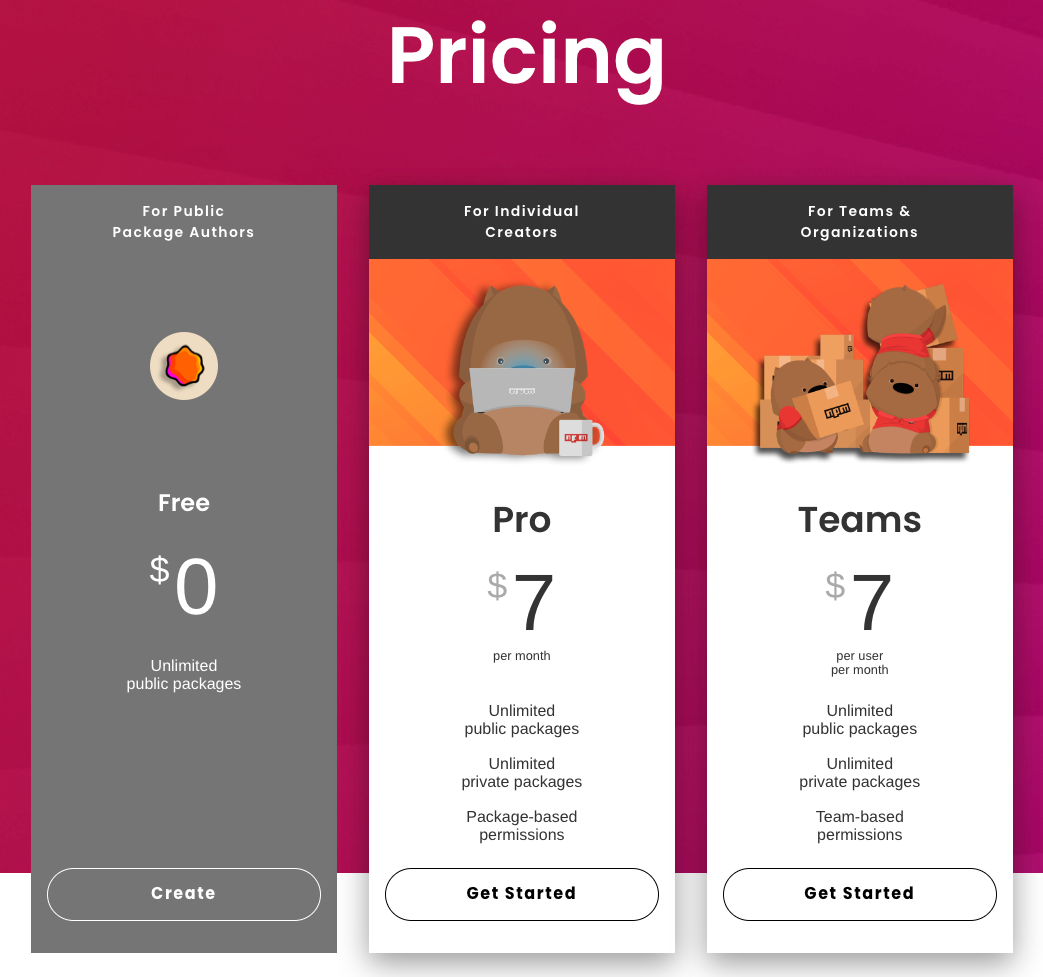 Pricing
For Public
Package Authors
Free
$0
Unlimited
public packages
Create
For Individual
Creators
npm
npm
Pro
$7
per month
Unlimited
public packages
Unlimited
private packages
Package-based
permissions
Get Started
For Teams &
Organizations
npm
Teams
$7
per user
per month
Unlimited
public packages
Unlimited
private packages
Team-based
permissions
Get Started